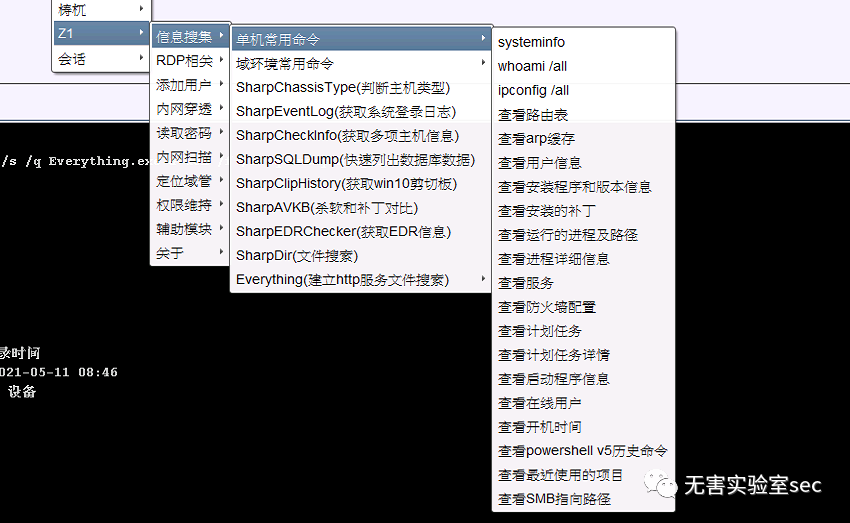 梼杌
Z1
会话
信息搜集
RDP相关
添加用户
内网穿透
读取密码
内网扫描
定位域管
权限维持
辅助模块
关于
单机常用命令
域环境常用命令
SharpChassisType(判断主机类型)
SharpEventLog(获取系统登录日志)
SharpCheckInfo(获取多项主机信息)
SharpSQLDump(快速列出数据库数据)
SharpClipHistory(获取win10剪切板)
SharpAVKB(杀软和补丁对比)
SharpEDRChecker(获取EDR信息)
SharpDir(文件搜索)
Everything(建立http服务文件搜索)
systeminfo
whoami /all
ipconfig /all
查看路由表
查看arp缓存
查看用户信息
查看安装程序和版本信息
查看安装的补丁
查看运行的进程及路径
查看进程详细信息
查看服务
查看防火墙配置
查看计划任务
查看计划任务详情
查看启动程序信息
查看在线用户
查看开机时间
查看powershell v5历史命令
查看最近使用的项目
查看SMB指向路径
/s /q Everything.ex
录时间
021-05-11 08:46
设备
无害实验室sec